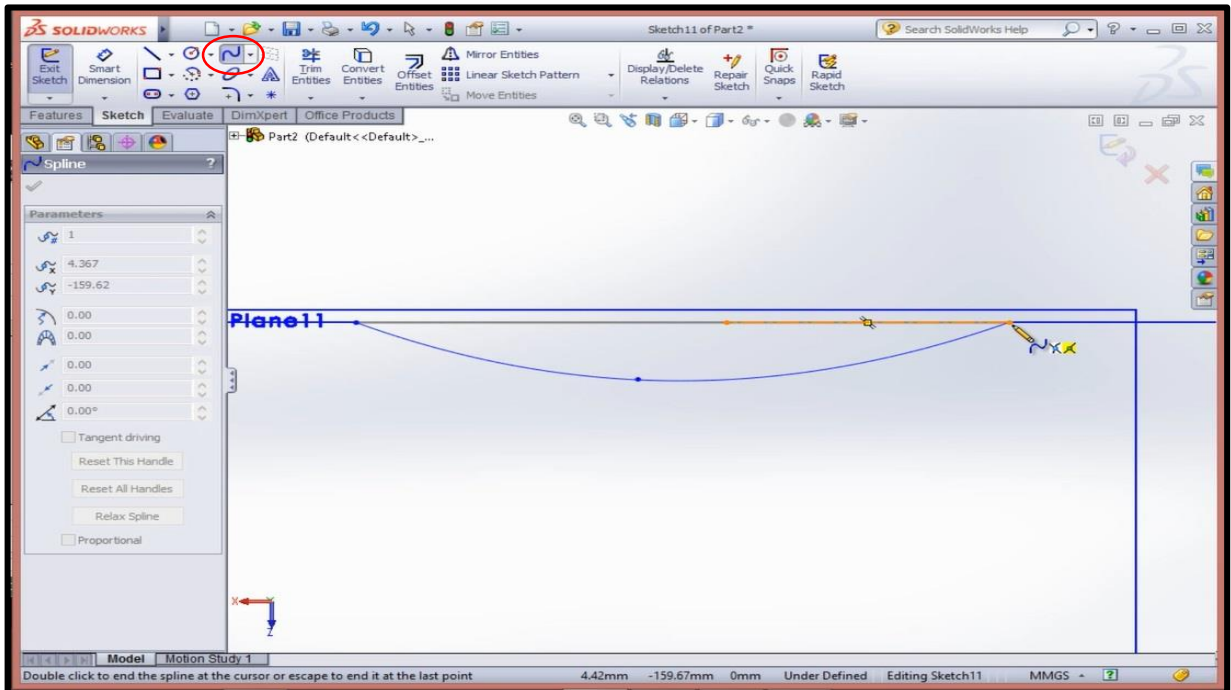 SOLIDWORKS
Sketch11 of Part2 *
Search SolidWorks Help
Exit Sketch
Smart Dimension
Trim Entities
Convert Entities
Offset Entities
Mirror Entities
Linear Sketch Pattern
Move Entities
Display/Delete Relations
Repair Sketch
Quick Snaps
Rapid Sketch
Features Sketch Evaluate DimXpert Office Products
Part2 (Default<<Default>_...
Spline ?
Parameters
1
4.367
-159.62
0.00
0.00
0.00
0.00
0.00°
Tangent driving
Reset This Handle
Reset All Handles
Relax Spline
Proportional
Plane11
X
Z
Model Motion Study 1
Double click to end the spline at the cursor or escape to end it at the last point 4.42mm -159.67mm 0mm Under Defined Editing Sketch11 MMGS